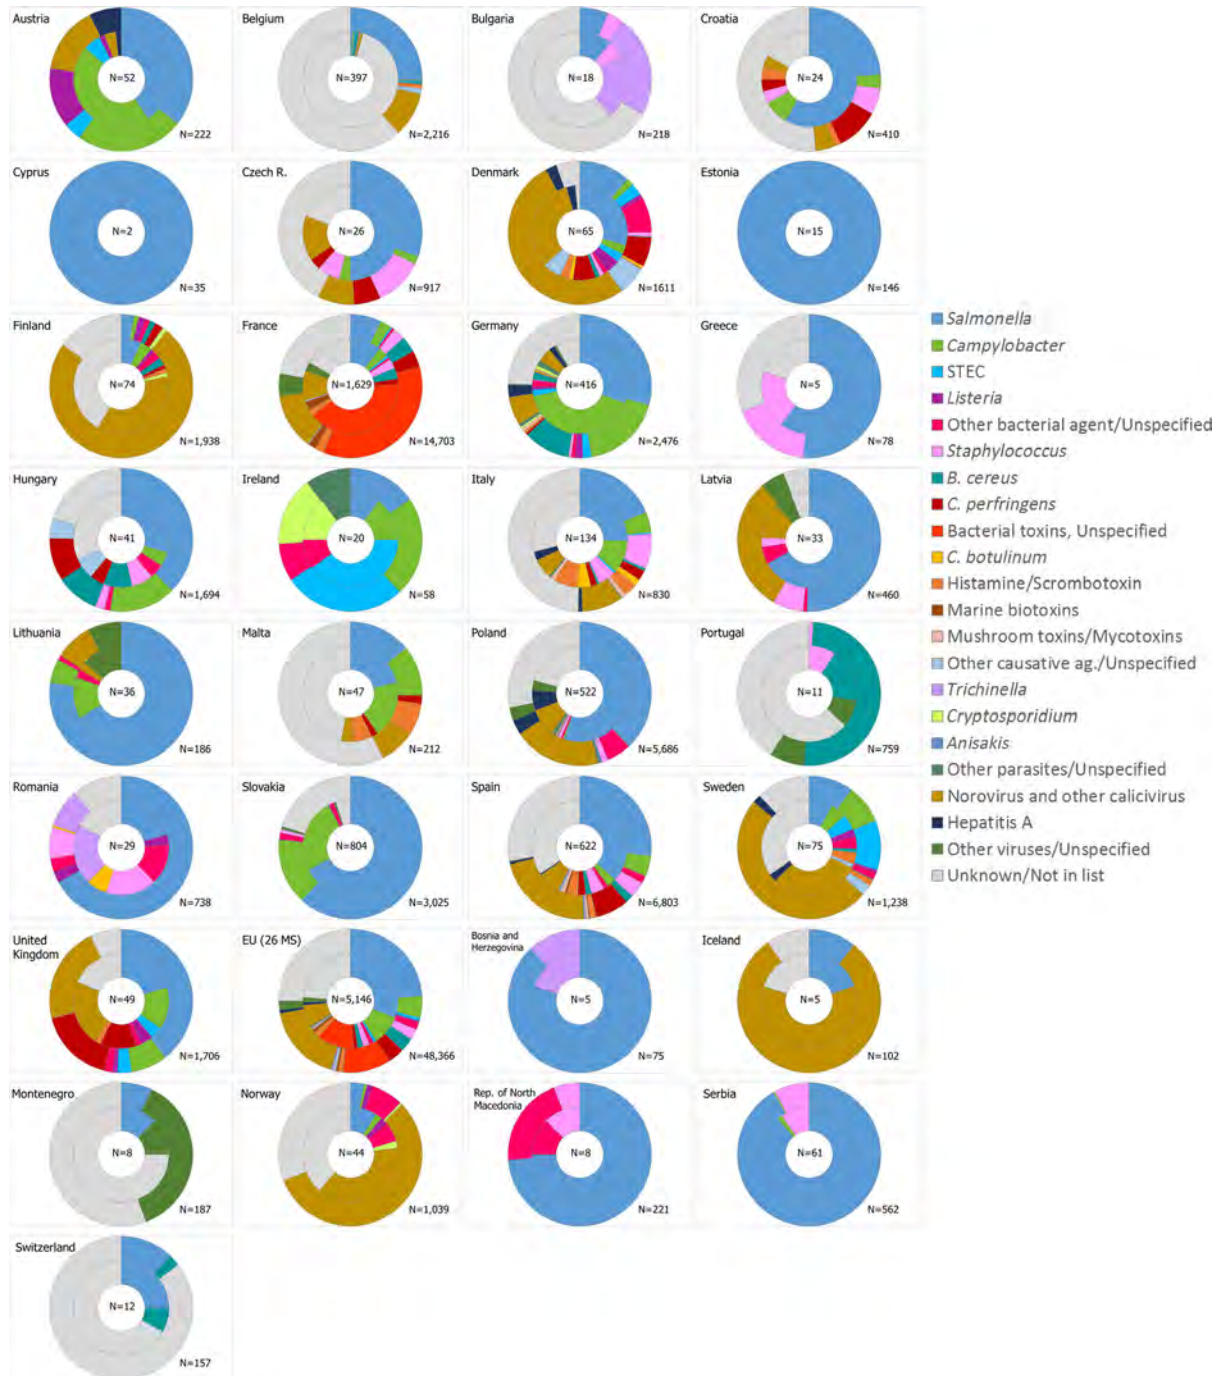 Austria
N=52
N=222
Belgium
N=397
N=2,216
Bulgaria
N=18
N=218
Croatia
N=24
N=410
Cyprus
N=2
N=35
Czech R.
N=26
N=917
Denmark
N=65
N=1611
Estonia
N=15
N=146
Finland
N=74
N=1,938
France
N=1,629
N=14,703
Germany
N=416
N=2,476
Greece
N=5
N=78
Hungary
N=41
N=1,694
Ireland
N=20
N=58
Italy
N=134
N=830
Latvia
N=33
N=460
Lithuania
N=36
N=186
Malta
N=47
N=212
Poland
N=522
N=5,686
Portugal
N=11
N=759
Romania
N=29
N=738
Slovakia
N=804
N=3,025
Spain
N=622
N=6,803
Sweden
N=75
N=1,238
United
Kingdom
N=49
N=1,706
EU (26 MS)
N=5,146
N=48,366
Bosnia and
Herzegovina
N=5
N=75
Iceland
N=5
N=102
Montenegro
N=8
N=187
Norway
N=44
N=1,039
Rep. of North
Macedonia
N=8
N=221
Serbia
N=61
N=562
Switzerland
N=12
N=157
Salmonella
Campylobacter
STEC
Listeria
Other bacterial agent/Unspecified
Staphylococcus
B. cereus
C. perfringens
Bacterial toxins, Unspecified
C. botulinum
Histamine/Scrombotoxin
Marine biotoxins
Mushroom toxins/Mycotoxins
Other causative ag./Unspecified
Trichinella
Cryptosporidium
Anisakis
Other parasites/Unspecified
Norovirus and other calicivirus
Hepatitis A
Other viruses/Unspecified
Unknown/Not in list